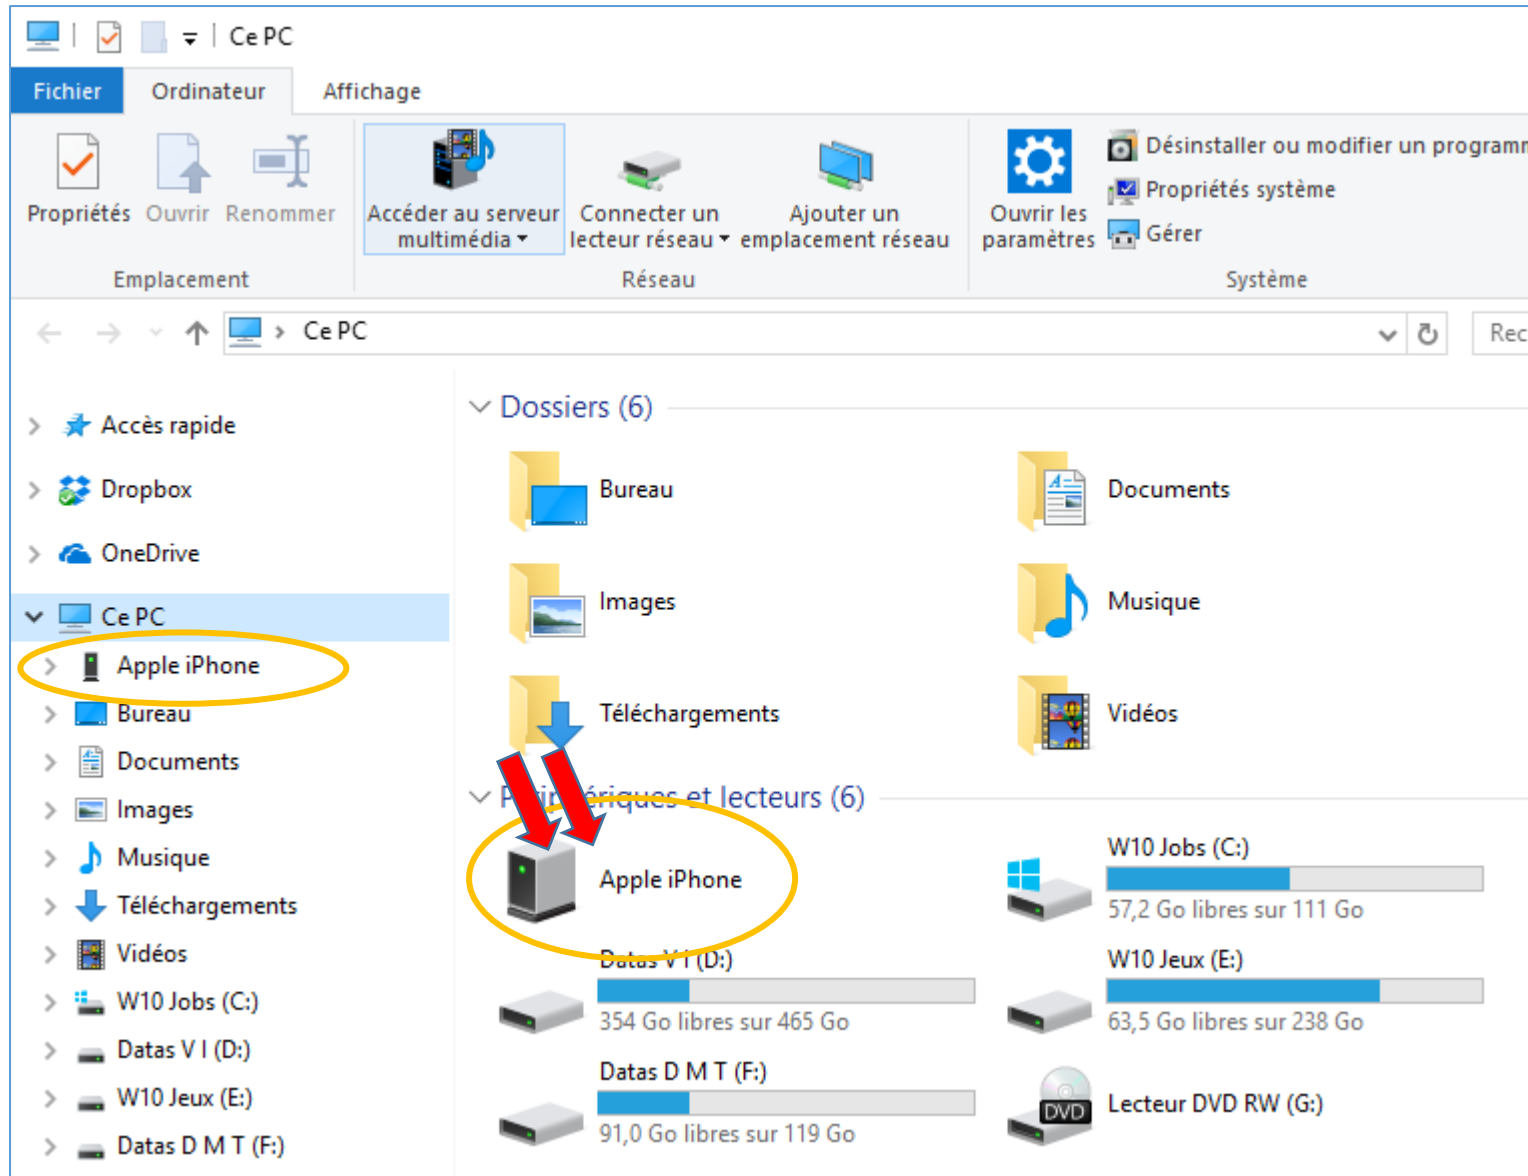 Ce PC
Fichier Ordinateur Affichage
Désinstaller ou modifier un programm
Propriétés système
Gérer
Propriétés Ouvrir Renommer
Accéder au serveur
multimédia
Connecter un
lecteur réseau
Ajouter un
emplacement réseau
Ouvrir les
paramètres
Emplacement Réseau Système
Ce PC
Rec
Accès rapide
Dropbox
OneDrive
Ce PC
Apple iPhone
Bureau
Documents
Images
Musique
Téléchargements
Vidéos
W10 Jobs (C:)
Datas V I (D:)
W10 Jeux (E:)
Datas D M T (F:)
Dossiers (6)
Bureau
Documents
Images
Musique
Téléchargements
Vidéos
Périphériques et lecteurs (6)
Apple iPhone
W10 Jobs (C:)
57,2 Go libres sur 111 Go
Datas V I (D:)
354 Go libres sur 465 Go
W10 Jeux (E:)
63,5 Go libres sur 238 Go
Datas D M T (F:)
91,0 Go libres sur 119 Go
DVD
Lecteur DVD RW (G:)